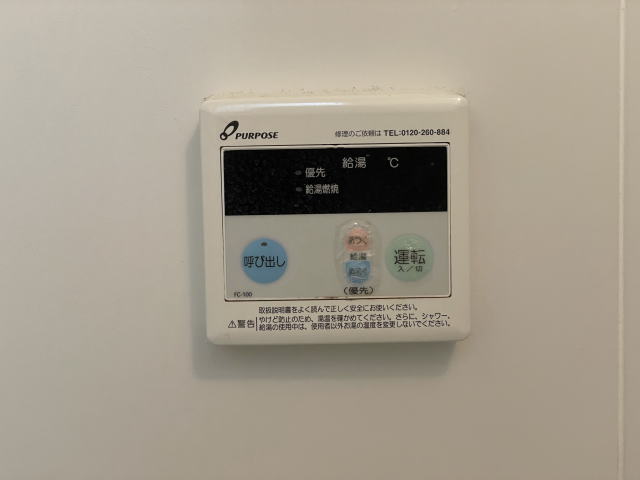 PURPOSE
修理のご依頼は TEL:0120-260-884
給湯 ℃
優先
給湯燃焼
呼び出し
あつく
給湯
ぬるく
(優先)
運転
入/切
FC-100
取扱説明書をよく読んで正しく安全にお使いください。
⚠警告
やけど防止のため、湯温を確かめてください。さらに、シャワー、
給湯の使用中は、使用者以外お湯の温度を変更しないでください。